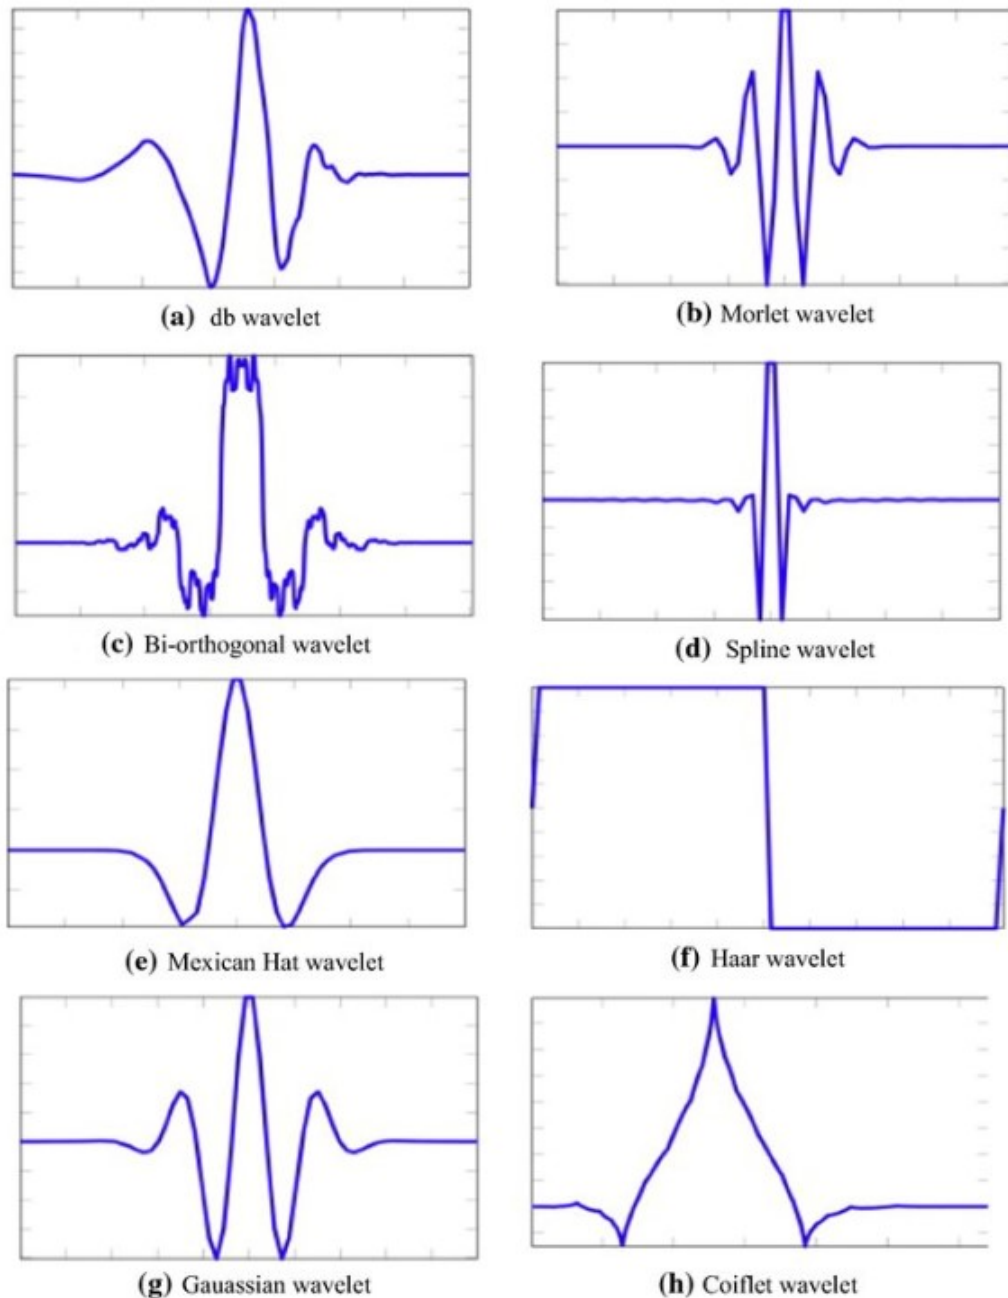 (a) db wavelet
(b) Morlet wavelet
(c) Bi-orthogonal wavelet
(d) Spline wavelet
(e) Mexican Hat wavelet
(f) Haar wavelet
(g) Gauassian wavelet
(h) Coiflet wavelet